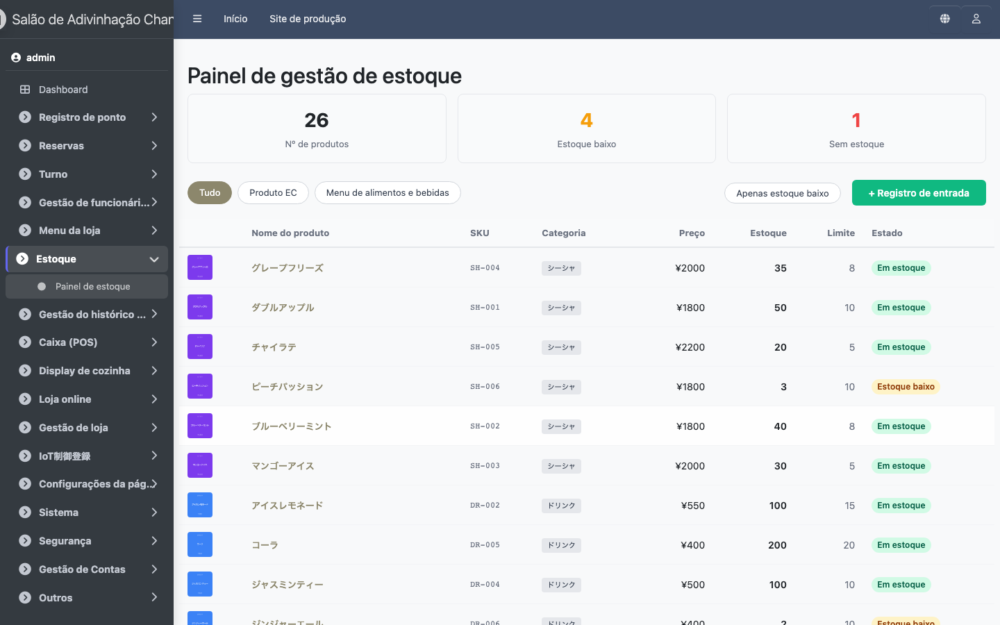 Salão de Adivinhação Chan
Início
Site de produção
admin
Dashboard
Registro de ponto
Reservas
Turno
Gestão de funcionári...
Menu da loja
Estoque
Painel de estoque
Gestão do histórico ...
Caixa (POS)
Display de cozinha
Loja online
Gestão de loja
IoT制御登録
Configurações da pág...
Sistema
Segurança
Gestão de Contas
Outros
Painel de gestão de estoque
26
Nº de produtos
4
Estoque baixo
1
Sem estoque
Tudo
Produto EC
Menu de alimentos e bebidas
Apenas estoque baixo
+ Registro de entrada
Nome do produto SKU Categoria Preço Estoque Limite Estado
グレープフリーズ SH-004 シーシャ ¥2000 35 8 Em estoque
ダブルアップル SH-001 シーシャ ¥1800 50 10 Em estoque
チャイラテ SH-005 シーシャ ¥2200 20 5 Em estoque
ピーチパッション SH-006 シーシャ ¥1800 3 10 Estoque baixo
ブルーベリーミント SH-002 シーシャ ¥1800 40 8 Em estoque
マンゴーアイス SH-003 シーシャ ¥2000 30 5 Em estoque
アイスレモネード DR-002 ドリンク ¥550 100 15 Em estoque
コーラ DR-005 ドリンク ¥400 200 20 Em estoque
ジャスミンティー DR-004 ドリンク ¥500 100 10 Em estoque
ジンジャーエール DR-006 ドリンク ¥400 2 10 Estoque baixo